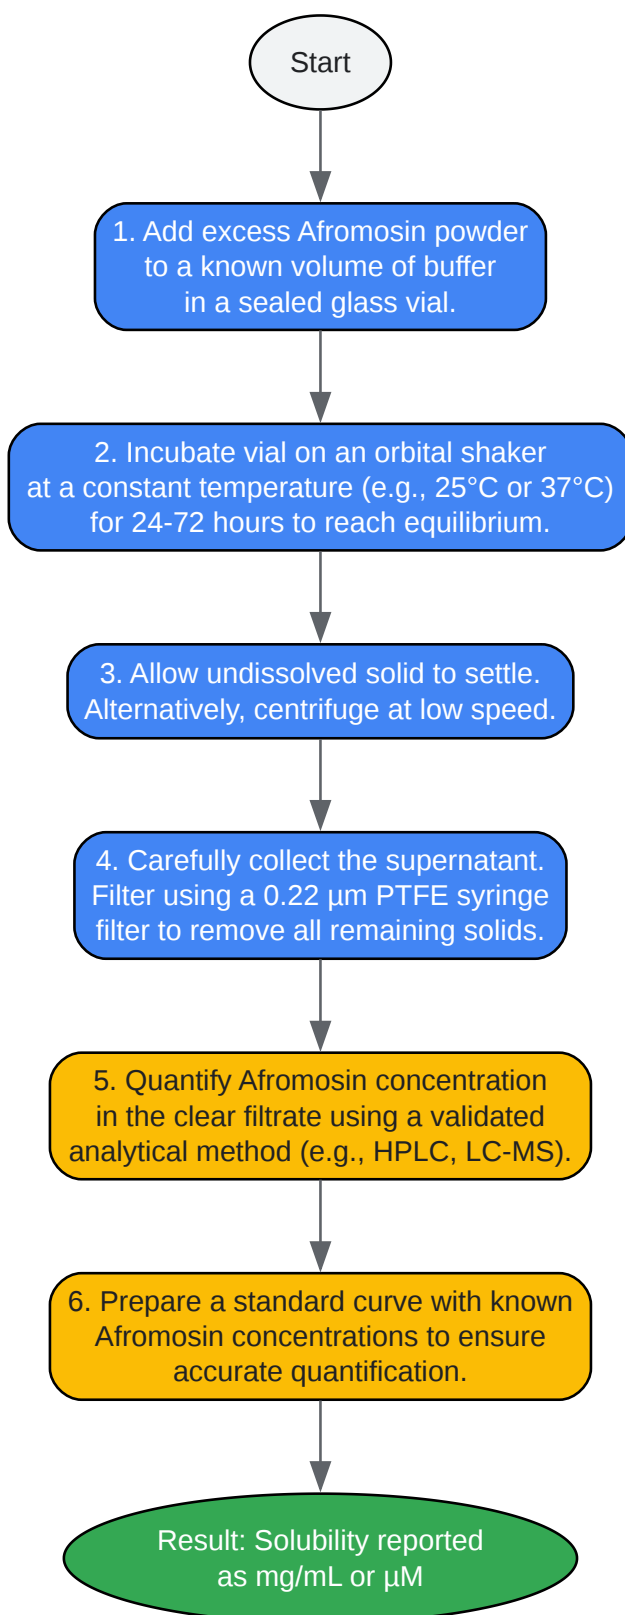 Start
1. Add excess Afromosin powder
to a known volume of buffer
in a sealed glass vial.
2. Incubate vial on an orbital shaker
at a constant temperature (e.g., 25°C or 37°C)
for 24-72 hours to reach equilibrium.
3. Allow undissolved solid to settle.
Alternatively, centrifuge at low speed.
4. Carefully collect the supernatant.
Filter using a 0.22 µm PTFE syringe
filter to remove all remaining solids.
5. Quantify Afromosin concentration
in the clear filtrate using a validated
analytical method (e.g., HPLC, LC-MS).
6. Prepare a standard curve with known
Afromosin concentrations to ensure
accurate quantification.
Result: Solubility reported
as mg/mL or µM